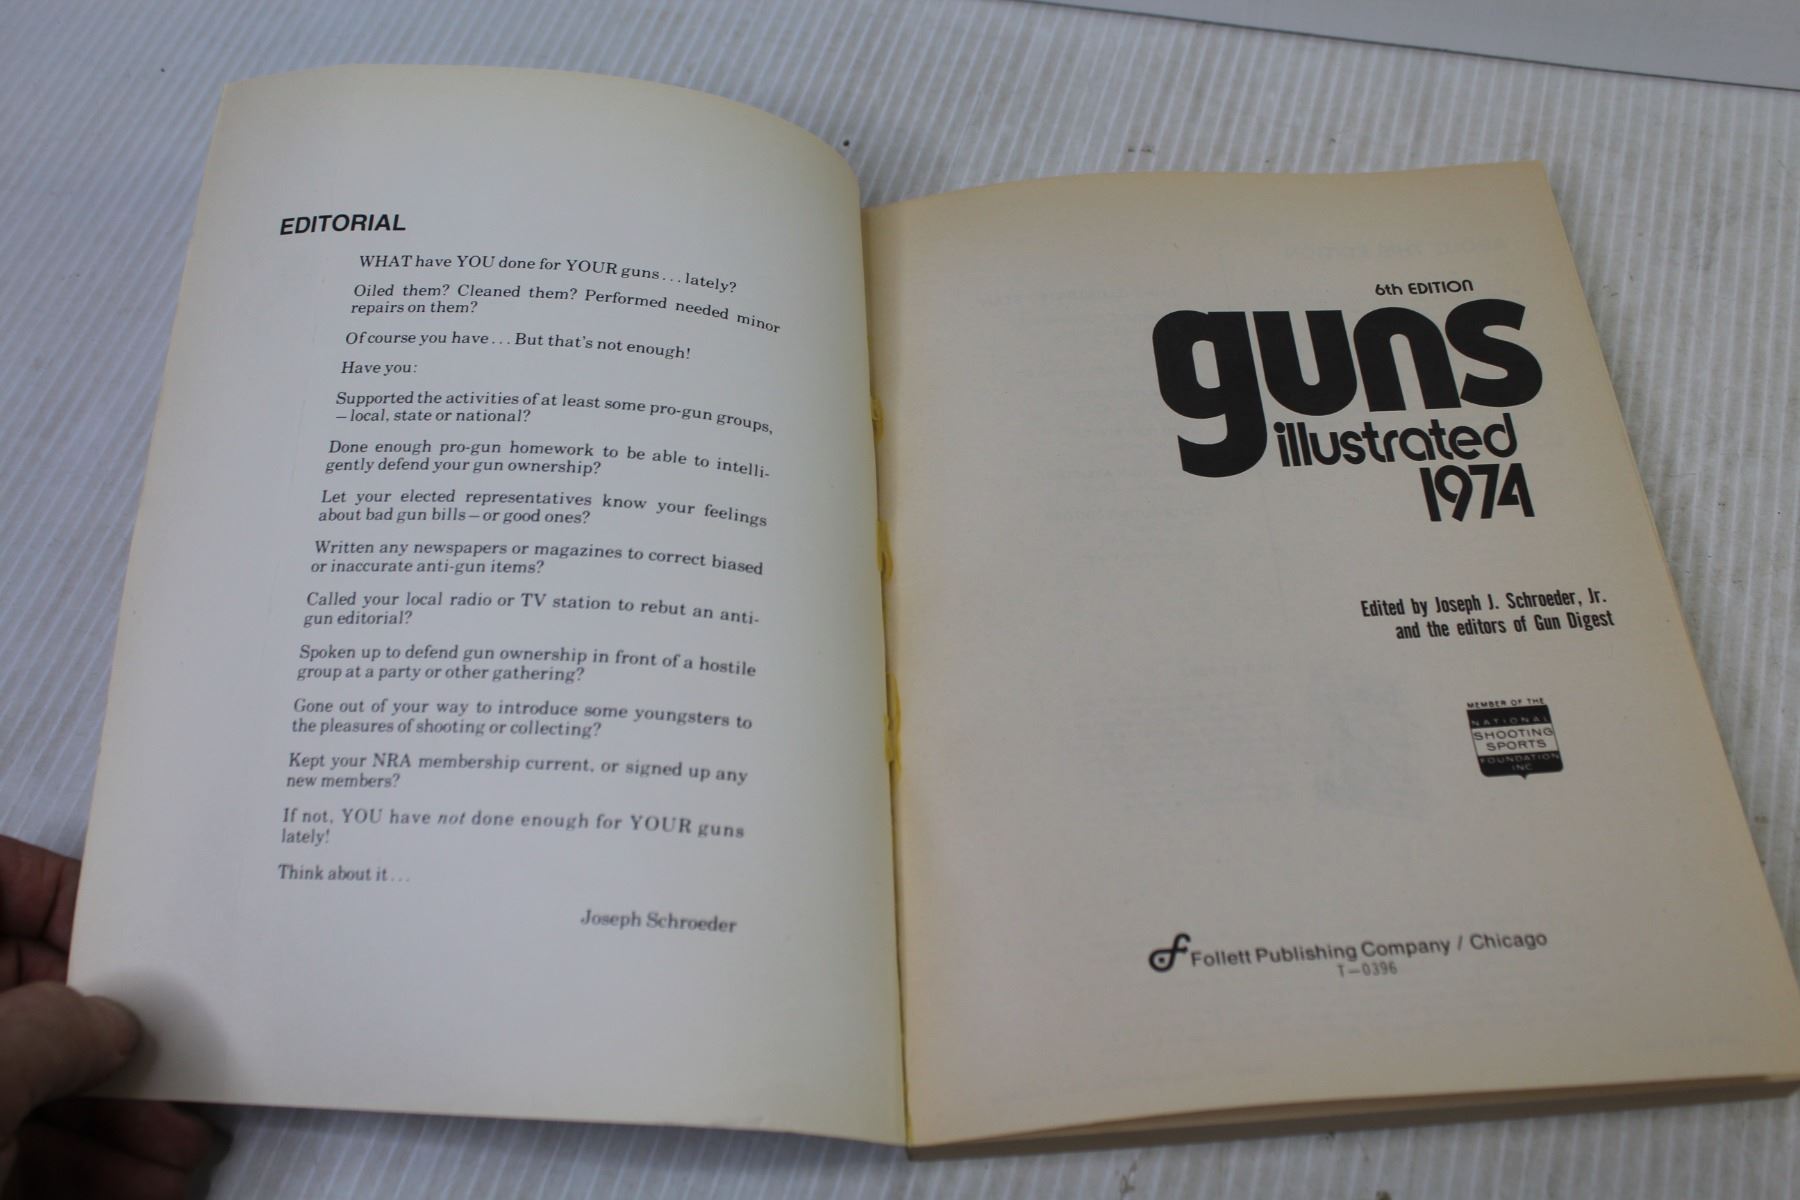 EDITORIAL
WHAT have YOU done for YOUR guns...lately?
Oiled them? Cleaned them? Performed needed minor
repairs on them?
Of course you have... But that's not enough!
Have you:
Supported the activities of at least some pro-gun groups,
– local, state or national?
Done enough pro-gun homework to be able to intelli-
gently defend your gun ownership?
Let your elected representatives know your feelings
about bad gun bills – or good ones?
Written any newspapers or magazines to correct biased
or inaccurate anti-gun items?
Called your local radio or TV station to rebut an anti-
gun editorial?
Spoken up to defend gun ownership in front of a hostile
group at a party or other gathering?
Gone out of your way to introduce some youngsters to
the pleasures of shooting or collecting?
Kept your NRA membership current, or signed up any
new members?
If not, YOU have not done enough for YOUR guns
lately!
Think about it...
Joseph Schroeder
6th EDITION
guns
illustrated
1974
Edited by Joseph J. Schroeder, Jr.
and the editors of Gun Digest
MEMBER OF THE
NATIONAL
SHOOTING
SPORTS
FOUNDATION
INC
Follett Publishing Company / Chicago
T–0396